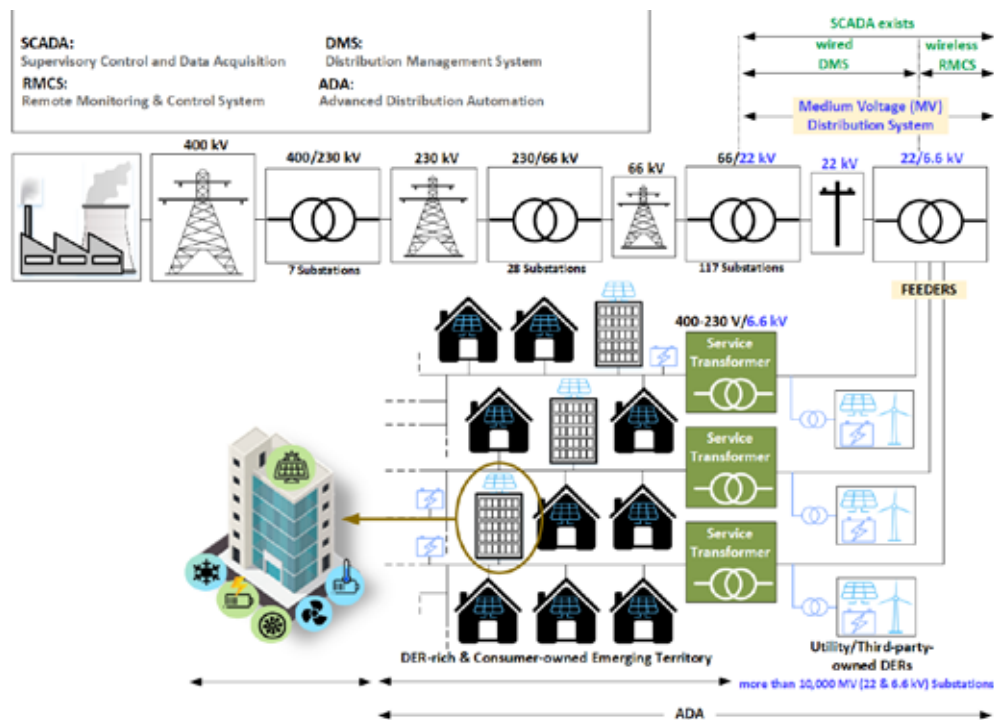 SCADA exists
SCADA:
Supervisory Control and Data Acquisition
DMS:
Distribution Management System
RMCS:
Remote Monitoring & Control System
ADA:
Advanced Distribution Automation
wired
DMS
wireless
RMCS
Medium Voltage (MV)
Distribution System
400 kV
400/230 kV
230 kV
230/66 kV
66 kV
66/22 kV
22 kV
22/6.6 kV
7 Substations
28 Substations
117 Substations
FEEDERS
400-230 V/6.6 kV
Service
Transformer
Service
Transformer
Service
Transformer
DER-rich & Consumer-owned Emerging Territory
Utility/Third-party-
owned DERs
more than 10,000 MV (22 & 6.6 kV) Substations
ADA